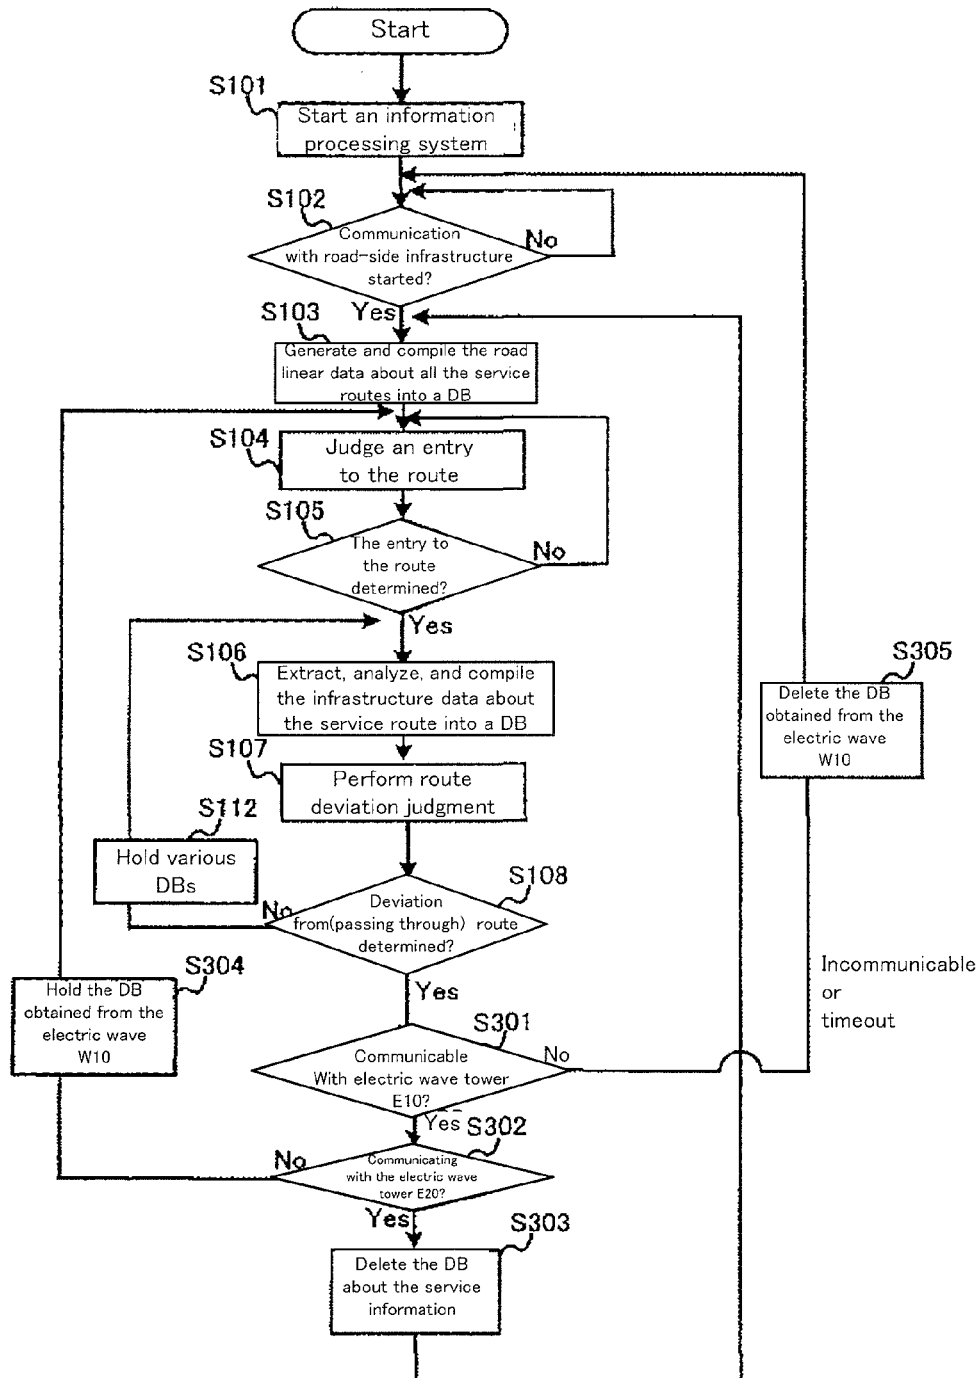 Start
S101
Start an information
processing system
S102
Communication
with road-side infrastructure
started?
No
Yes
S103
Generate and compile the road
linear data about all the service
routes into a DB
S104
Judge an entry
to the route
S105
The entry to
the route
determined?
No
Yes
S106
Extract, analyze, and compile
the infrastructure data about
the service route into a DB
S305
Delete the DB
obtained from the
electric wave
W10
S107
Perform route
deviation judgment
S112
Hold various
DBs
S108
Deviation
from(passing through) route
determined?
No
Yes
S304
Hold the DB
obtained from the
electric wave
W10
Incommunicable
or
timeout
S301
Communicable
With electric wave tower
E10?
No
Yes
S302
Communicating
with the electric wave
tower E20?
No
Yes
S303
Delete the DB
about the service
information